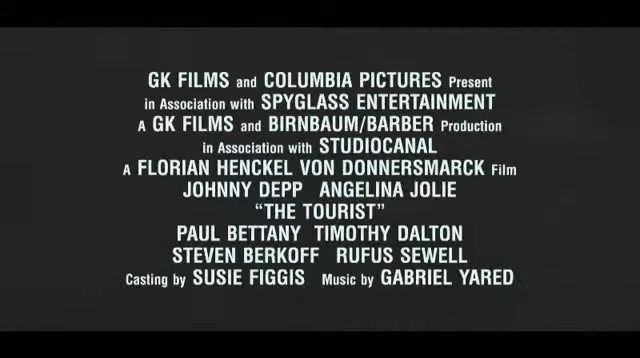 GK FILMS and COLUMBIA PICTURES Present
in Association with SPYGLASS ENTERTAINMENT
A GK FILMS and BIRNBAUM/BARBER Production
in Association with STUDIOCANAL
A FLORIAN HENCKEL VON DONNERSMARCK Film
JOHNNY DEPP ANGELINA JOLIE
“THE TOURIST”
PAUL BETTANY TIMOTHY DALTON
STEVEN BERKOFF RUFUS SEWELL
Casting by SUSIE FIGGIS Music by GABRIEL YARED